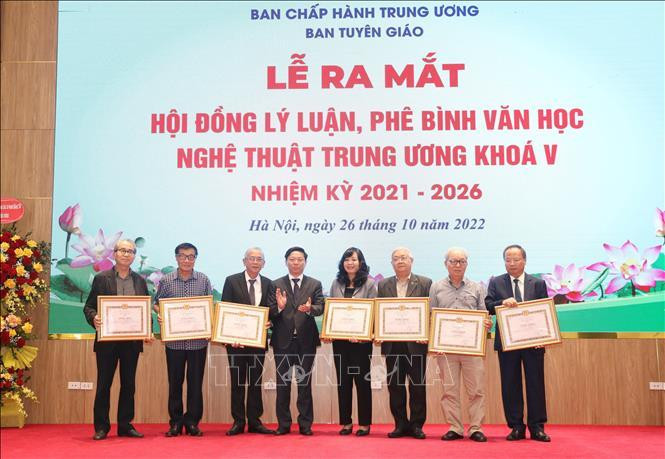 BAN CHẤP HÀNH TRUNG ƯƠNG
BAN TUYÊN GIÁO
LỄ RA MẮT
HỘI ĐỒNG LÝ LUẬN, PHÊ BÌNH VĂN HỌC
NGHỆ THUẬT TRUNG ƯƠNG KHOÁ V
NHIỆM KỲ 2021 - 2026
Hà Nội, ngày 26 tháng 10 năm 2022
TTXVN - VNA